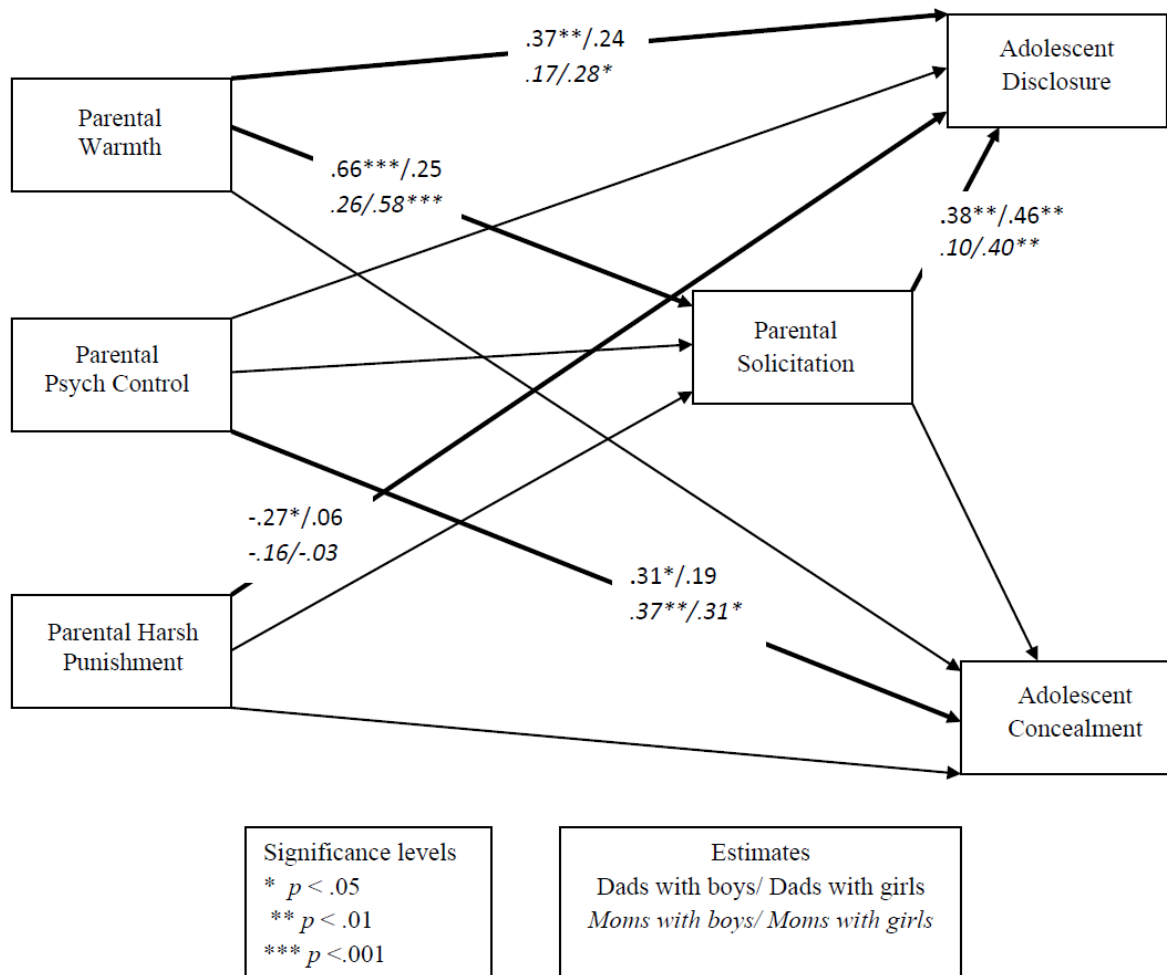 .37**/.24
.17/.28*
Adolescent
Disclosure
Parental
Warmth
.66***/.25
.26/.58***
.38**/.46**
.10/.40**
Parental
Psych Control
Parental
Solicitation
-.27*/.06
-.16/-.03
.31*/.19
.37**/.31*
Parental Harsh
Punishment
Adolescent
Concealment
Significance levels
* p < .05
** p < .01
*** p <.001
Estimates
Dads with boys/ Dads with girls
Moms with boys/ Moms with girls